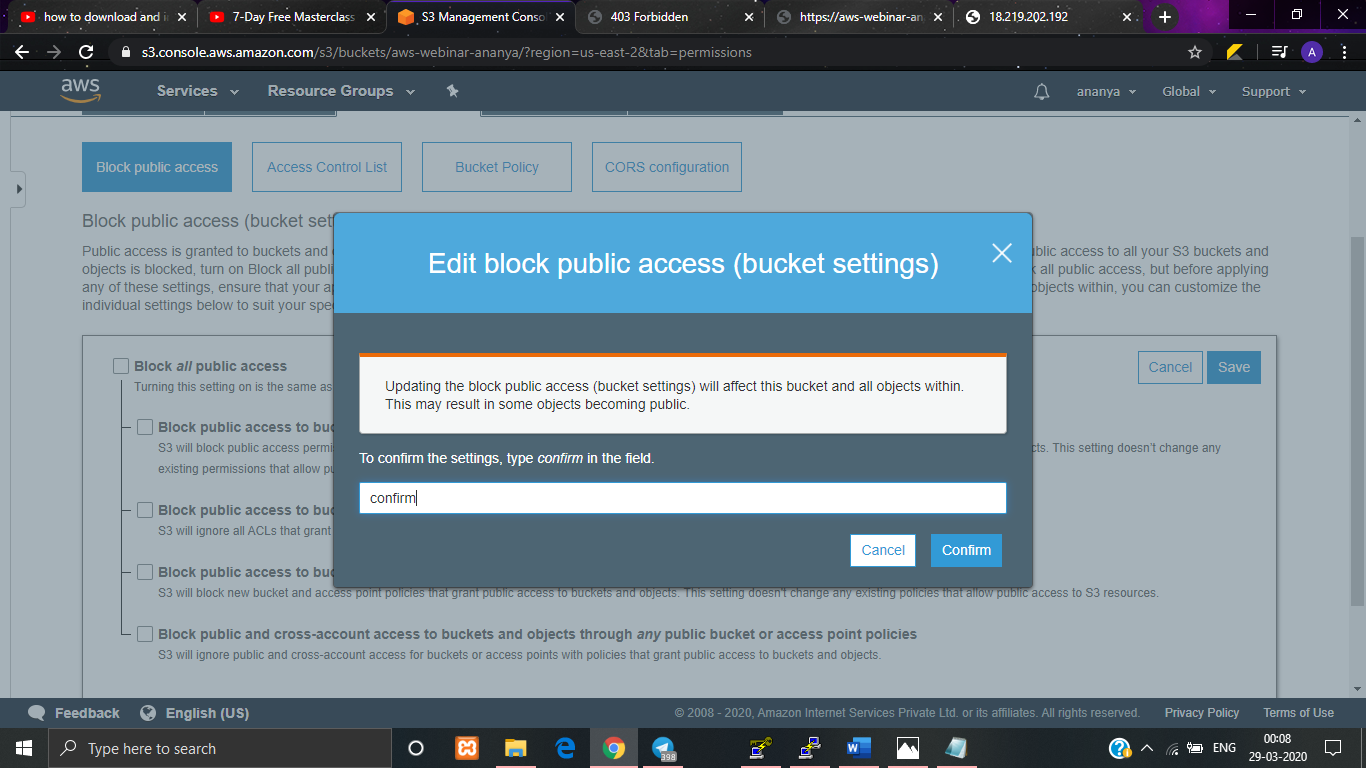 how to download and i
7-Day Free Masterclass
S3 Management Consol
403 Forbidden
https://aws-webinar-an
18.219.202.192
s3.console.aws.amazon.com/s3/buckets/aws-webinar-ananya/?region=us-east-2&tab=permissions
A
aws
Services
Resource Groups
ananya
Global
Support
Block public access
Access Control List
Bucket Policy
CORS configuration
Block public access (bucket sett
Public access is granted to buckets and
ublic access to all your S3 buckets and
objects is blocked, turn on Block all publi
all public access, but before applying
any of these settings, ensure that your ap
objects within, you can customize the
individual settings below to suit your spe
Edit block public access (bucket settings)
Updating the block public access (bucket settings) will affect this bucket and all objects within.
This may result in some objects becoming public.
To confirm the settings, type confirm in the field.
confirm
Cancel
Confirm
Block all public access
Cancel
Save
Turning this setting on is the same as
Block public access to buc
S3 will block public access permi
cts. This setting doesn't change any
existing permissions that allow pu
Block public access to buc
S3 will ignore all ACLs that grant
Block public access to buc
S3 will block new bucket and access point policies that grant public access to buckets and objects. This setting doesn't change any existing policies that allow public access to S3 resources.
Block public and cross-account access to buckets and objects through any public bucket or access point policies
S3 will ignore public and cross-account access for buckets or access points with policies that grant public access to buckets and objects.
Feedback
English (US)
© 2008 - 2020, Amazon Internet Services Private Ltd. or its affiliates. All rights reserved.
Privacy Policy
Terms of Use
Type here to search
398
ENG
00:08
29-03-2020